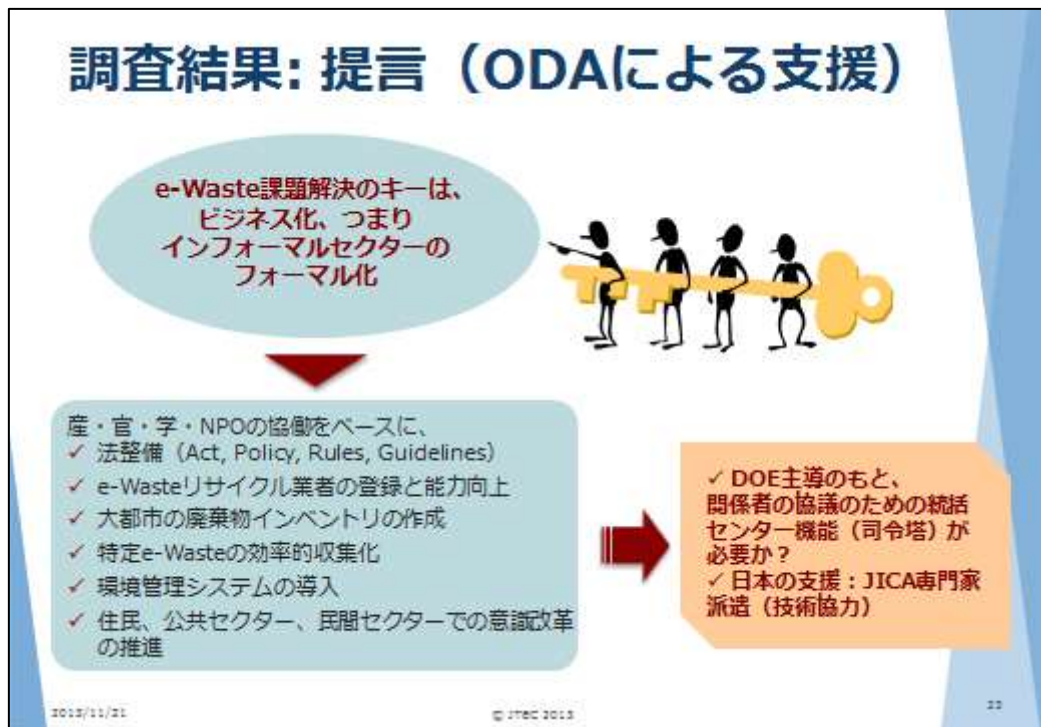 調査結果: 提言（ODAによる支援）
e-Waste課題解決のキーは、
ビジネス化、つまり
インフォーマルセクターの
フォーマル化
産・官・学・NPOの協働をベースに、
✓ 法整備（Act, Policy, Rules, Guidelines）
✓ e-Wasteリサイクル業者の登録と能力向上
✓ 大都市の廃棄物インベントリの作成
✓ 特定e-Wasteの効率的収集化
✓ 環境管理システムの導入
✓ 住民、公共セクター、民間セクターでの意識改革
の推進
✓ DOE主導のもと、
関係者の協議のための統括
センター機能（司令塔）が
必要か？
✓ 日本の支援：JICA専門家
派遣（技術協力）
2013/11/21
© JTEC 2013